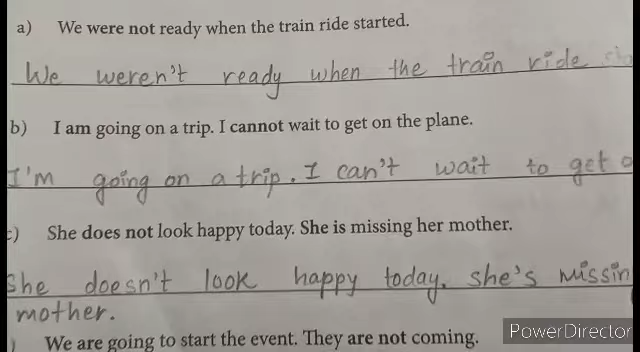 a) We were not ready when the train ride started.
We weren't ready when the train ride
b) I am going on a trip. I cannot wait to get on the plane.
I'm going on a trip. I can't wait to get
c) She does not look happy today. She is missing her mother.
She doesn't look happy today. she's missin
mother.
) We are going to start the event. They are not coming.
PowerDirector